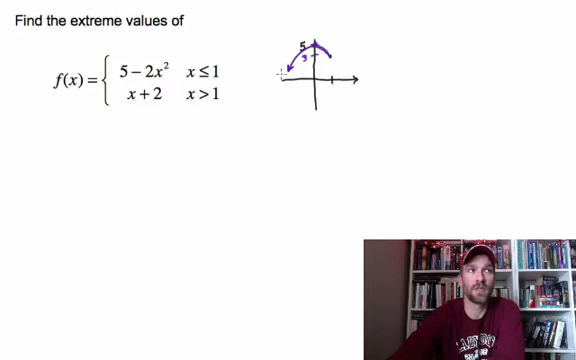 Find the extreme values of
f(x) = { 5 − 2x² x ≤ 1
x + 2 x > 1
5
3